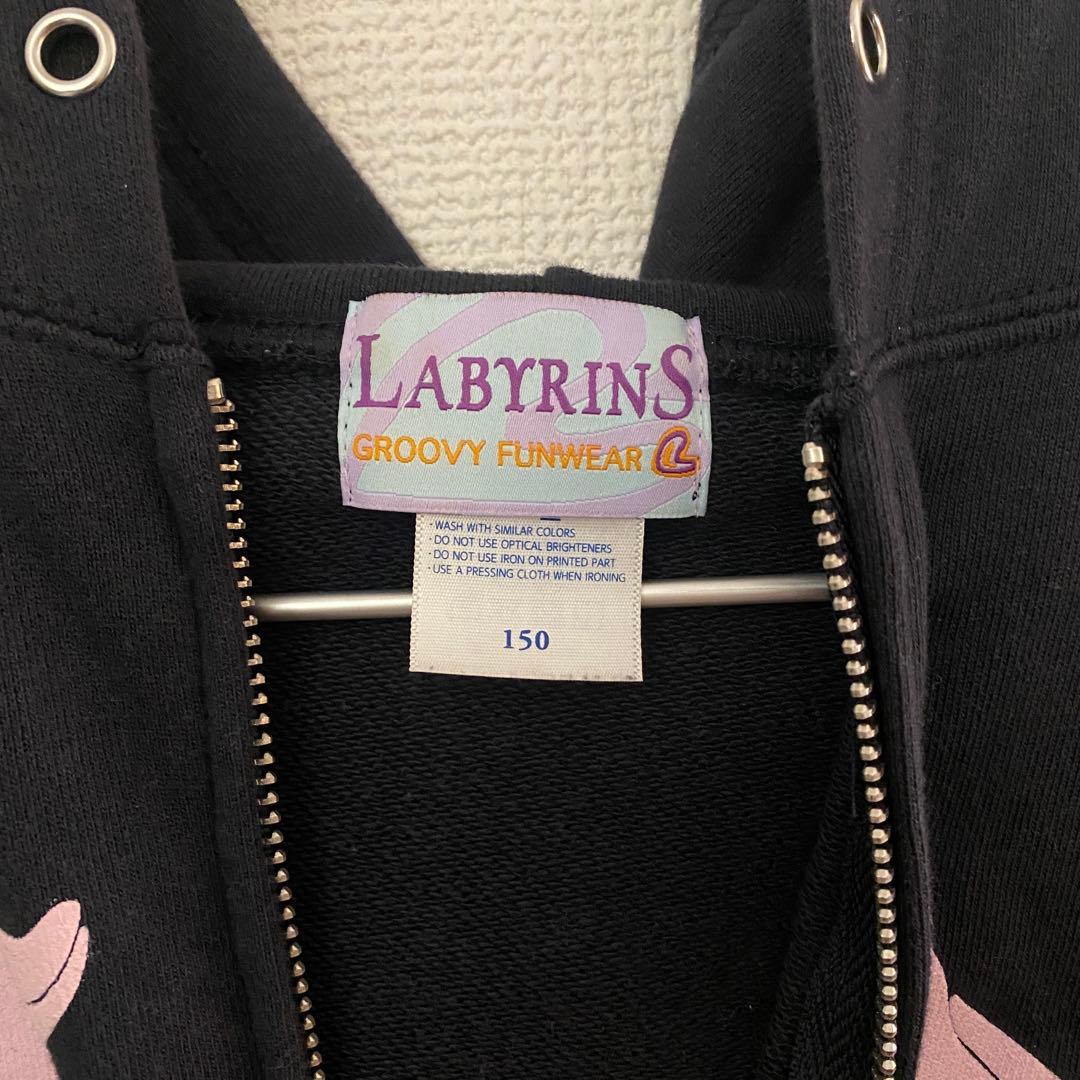 LABYRINS
GROOVY FUNWEAR
· WASH WITH SIMILAR COLORS
· DO NOT USE OPTICAL BRIGHTENERS
· DO NOT USE IRON ON PRINTED PART
· USE A PRESSING CLOTH WHEN IRONING
150